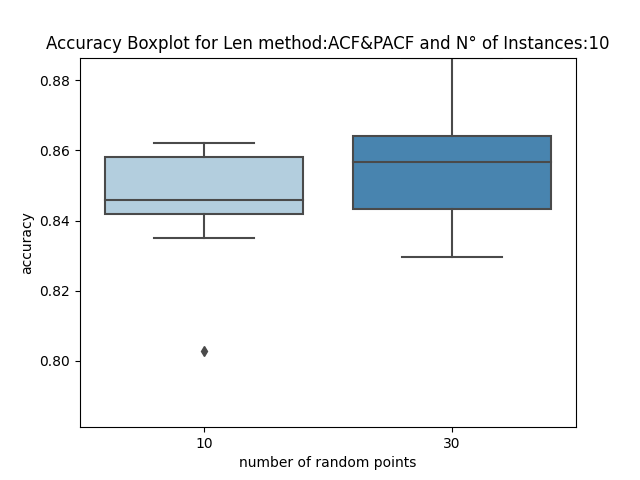 Accuracy Boxplot for Len method:ACF&PACF and N° of Instances:10
0.88
0.86
0.84
0.82
0.80
accuracy
10
30
number of random points